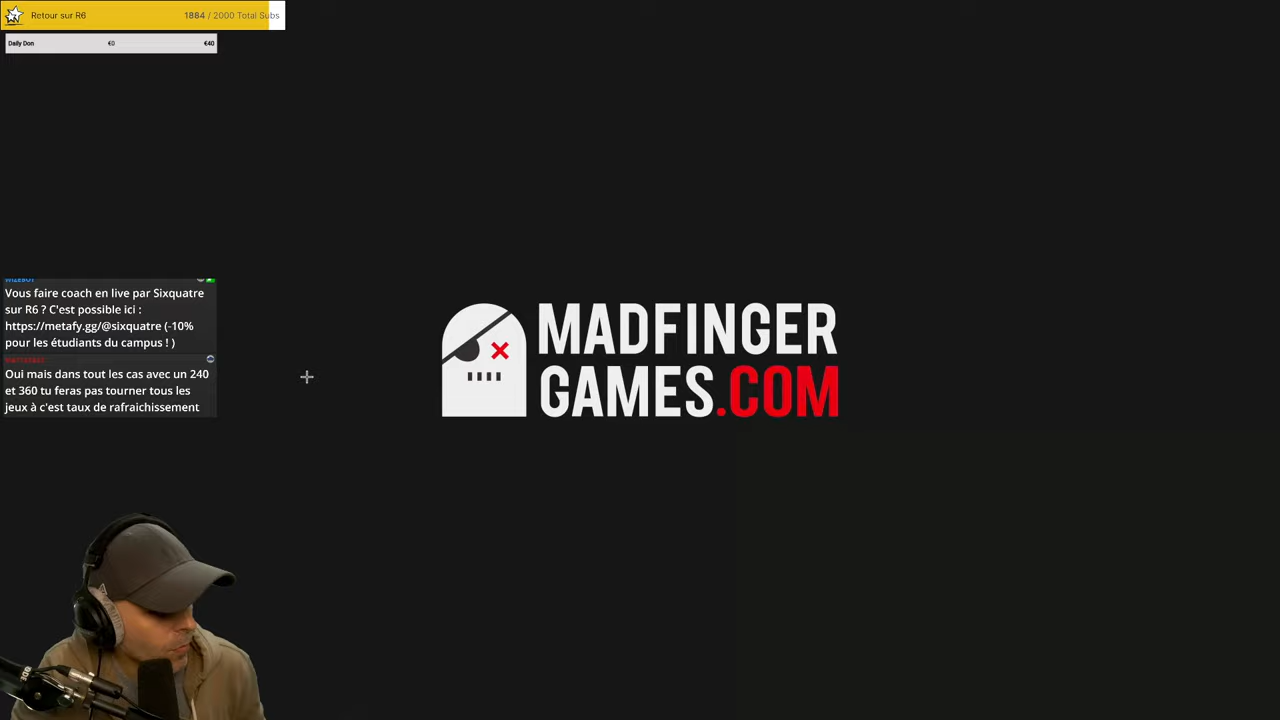 Retour sur R6
1884 / 2000 Total Subs
Daily Don €0 €40
WIZEBOT
Vous faire coach en live par Sixquatre
sur R6 ? C'est possible ici :
https://metafy.gg/@sixquatre (-10%
pour les étudiants du campus ! )
Oui mais dans tout les cas avec un 240
et 360 tu feras pas tourner tous les
jeux à c'est taux de rafraichissement
MADFINGER
GAMES.COM